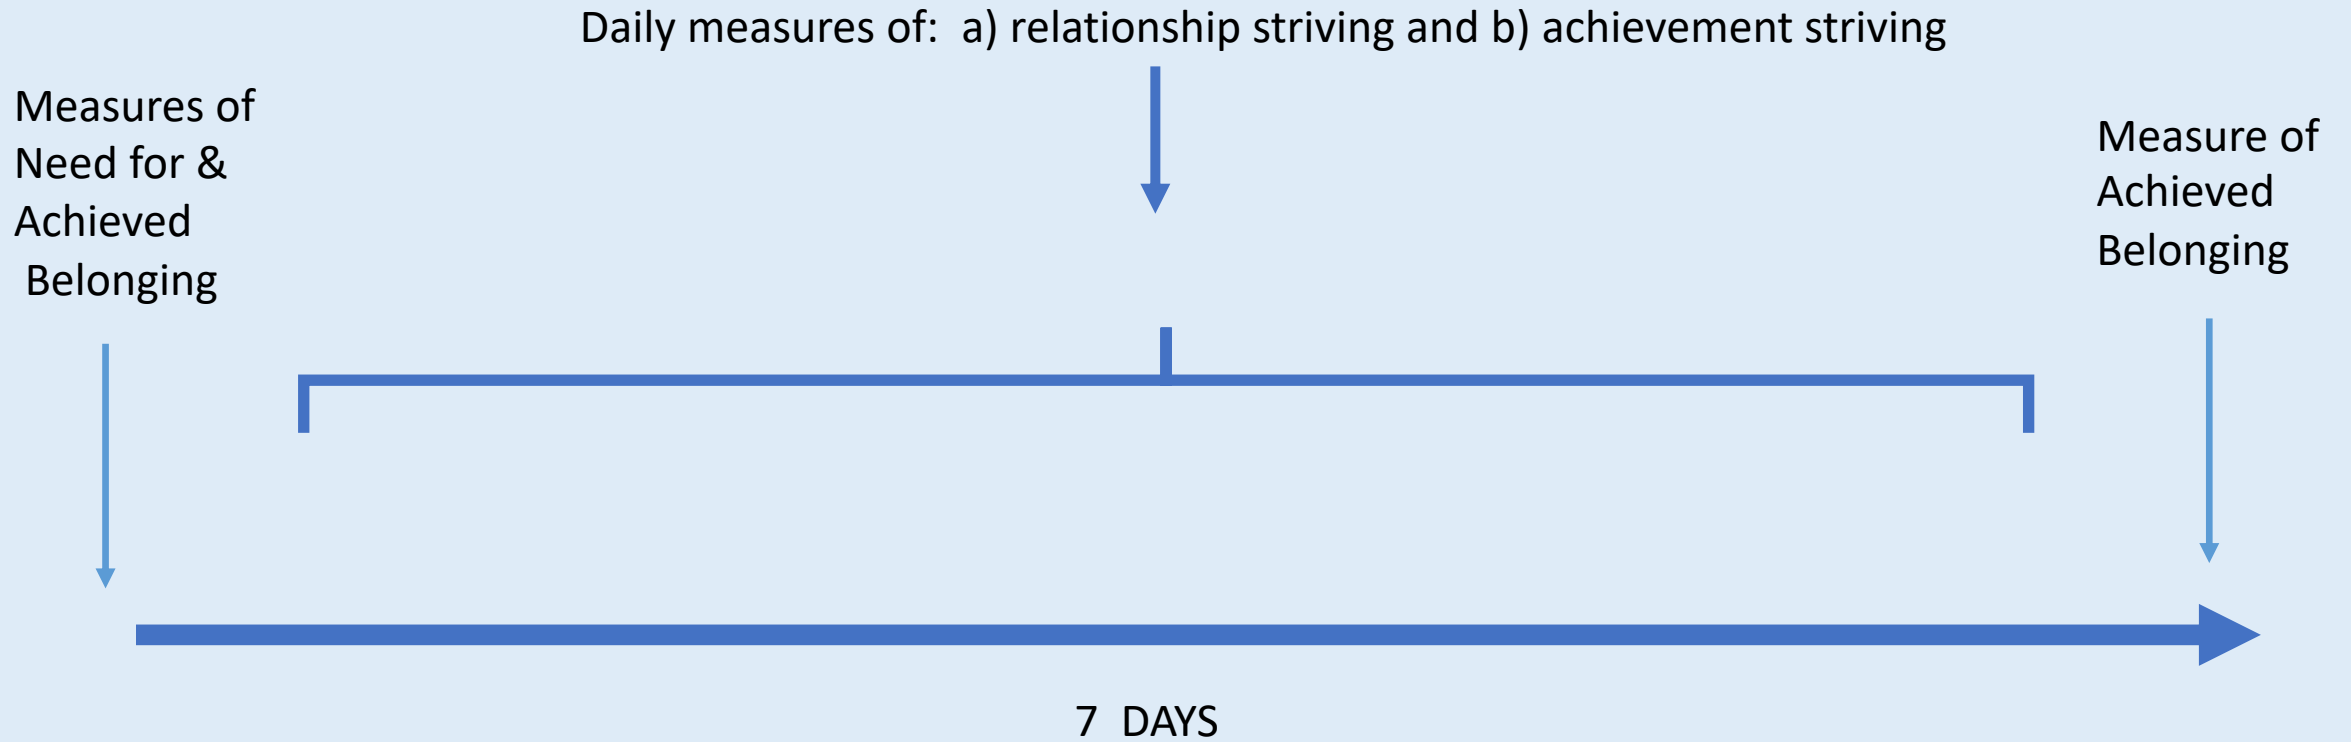 Daily measures of:  a) relationship striving and b) achievement striving
Measures of
Need for &
Achieved
Belonging
Measure of
Achieved
Belonging
7  DAYS